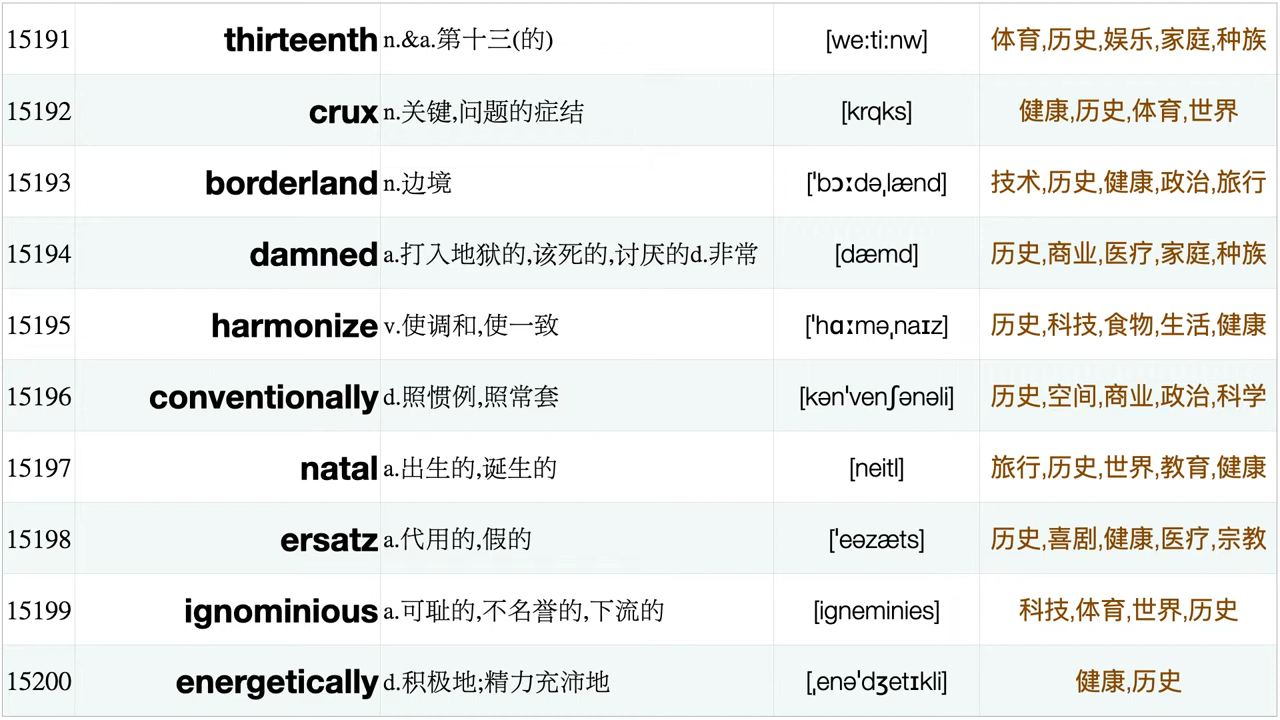 15191 thirteenth n.&a.第十三(的) [we:ti:nw] 体育,历史,娱乐,家庭,种族
15192 crux n.关键,问题的症结 [krqks] 健康,历史,体育,世界
15193 borderland n.边境 [ˈbɔːdəˌlænd] 技术,历史,健康,政治,旅行
15194 damned a.打入地狱的,该死的,讨厌的d.非常 [dæmd] 历史,商业,医疗,家庭,种族
15195 harmonize v.使调和,使一致 [ˈhɑːməˌnaɪz] 历史,科技,食物,生活,健康
15196 conventionally d.照惯例,照常套 [kənˈvenʃənəli] 历史,空间,商业,政治,科学
15197 natal a.出生的,诞生的 [neitl] 旅行,历史,世界,教育,健康
15198 ersatz a.代用的,假的 [ˈeəzæts] 历史,喜剧,健康,医疗,宗教
15199 ignominious a.可耻的,不名誉的,下流的 [igneminies] 科技,体育,世界,历史
15200 energetically d.积极地;精力充沛地 [ˌenəˈdʒetɪkli] 健康,历史